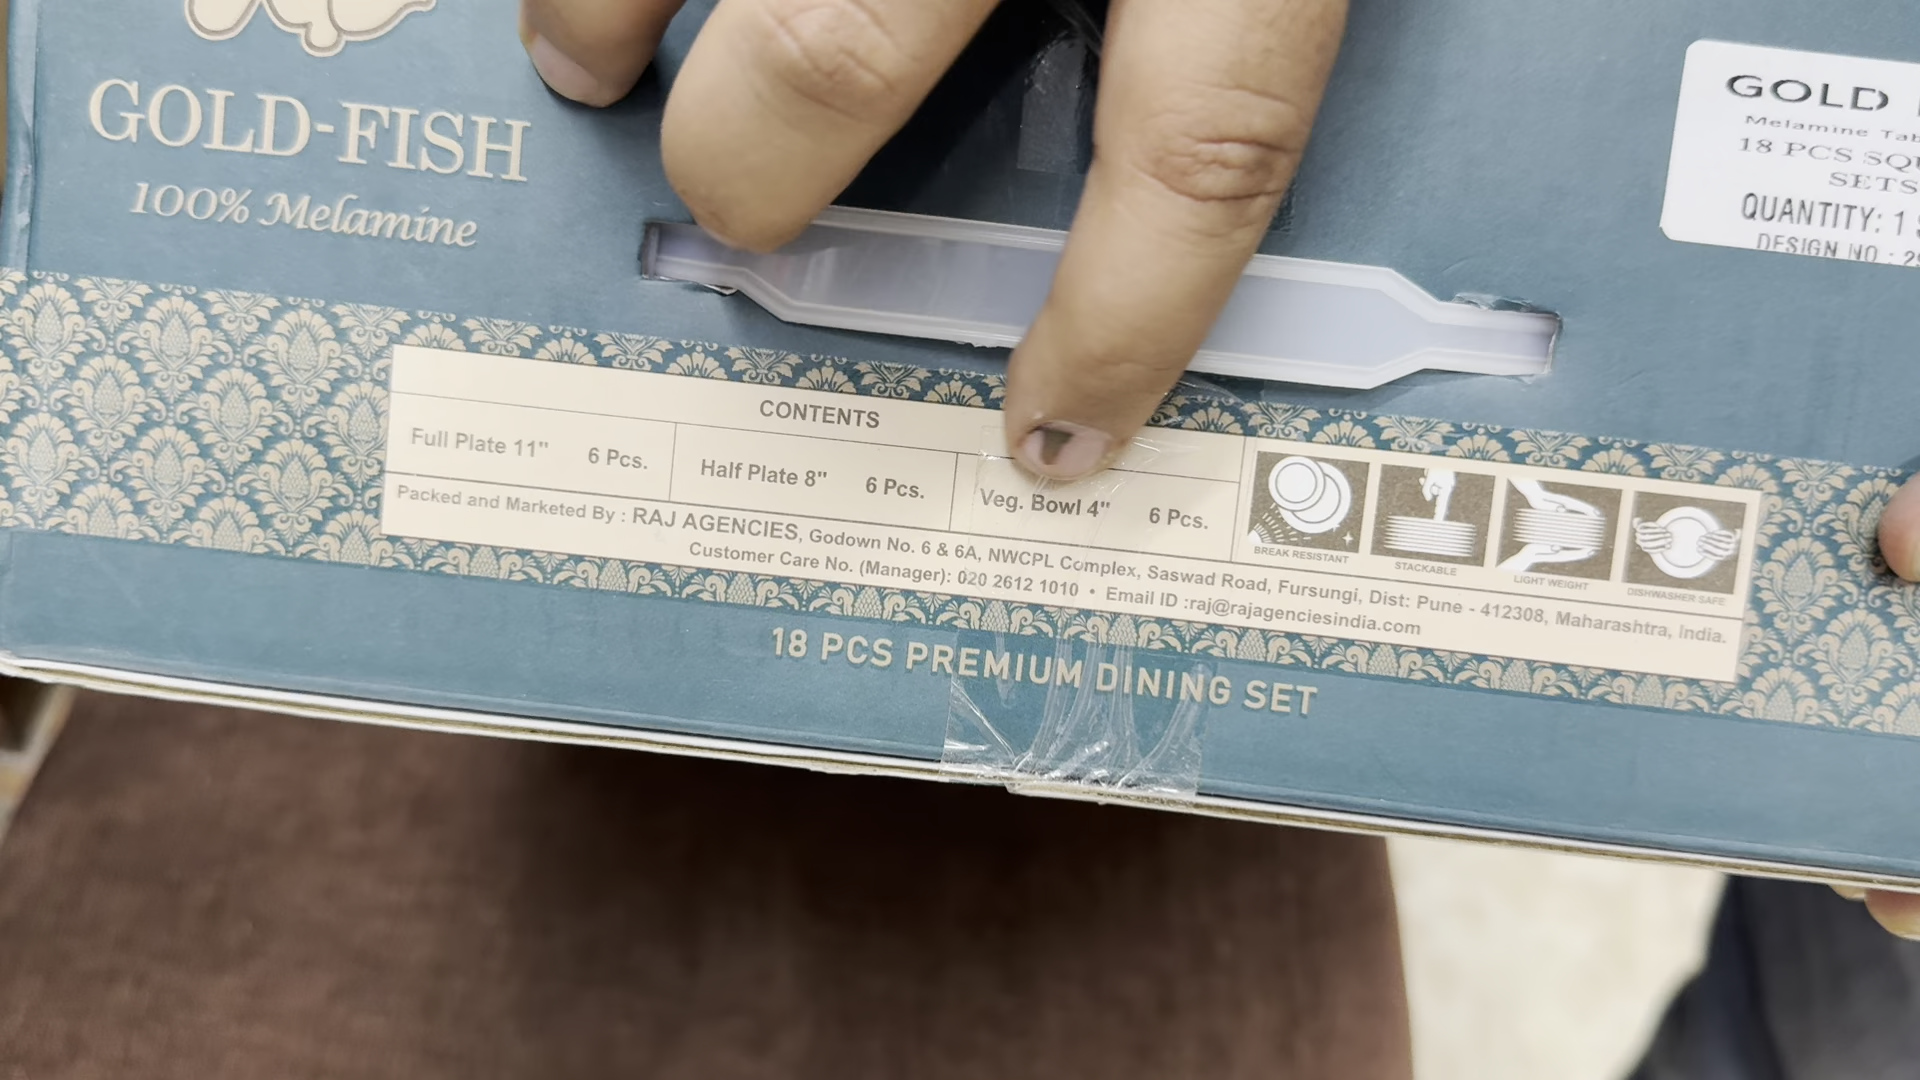 GOLD-FISH
100% Melamine
GOLD
Melamine
18 PCS
SETS
QUANTITY: 1
DESIGN NO :
CONTENTS
Full Plate 11" 6 Pcs.
Half Plate 8" 6 Pcs.
Veg. Bowl 4" 6 Pcs.
Packed and Marketed By : RAJ AGENCIES, Godown No. 6 & 6A, NWCPL Complex, Saswad Road, Fursungi, Dist: Pune - 412308, Maharashtra, India.
Customer Care No. (Manager): 020 2612 1010 • Email ID :raj@rajagenciesindia.com
BREAK RESISTANT
STACKABLE
LIGHT WEIGHT
DISHWASHER SAFE
18 PCS PREMIUM DINING SET